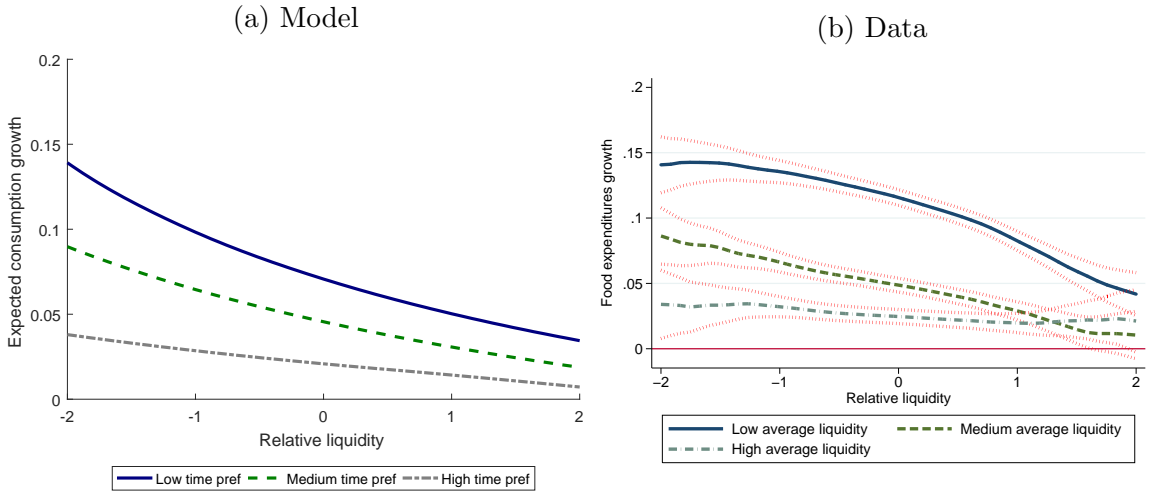 (a) Model
Expected consumption growth
0.2
0.15
0.1
0.05
0
-2 -1 0 1 2
Relative liquidity
Low time pref Medium time pref High time pref
(b) Data
Food expenditures growth
.2
.15
.1
.05
0
−2 −1 0 1 2
Relative liquidity
Low average liquidity Medium average liquidity
High average liquidity